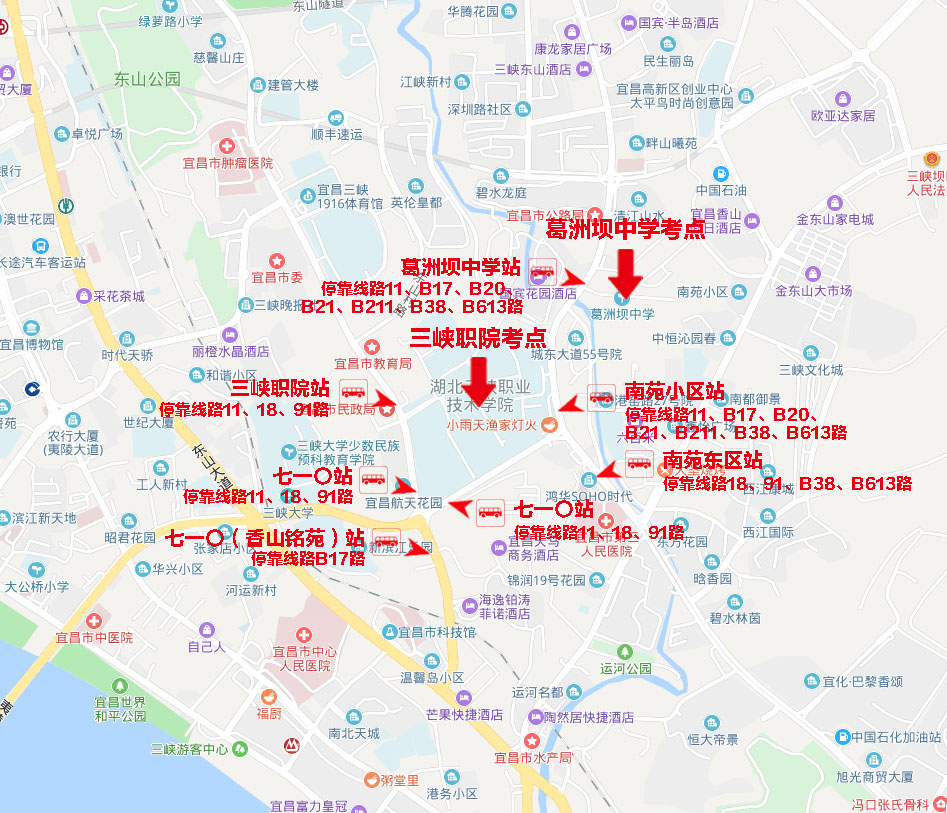 东山隧道
华腾花园
国宾·半岛酒店
绿萝路小学
慈馨山庄
康龙家居广场
民生丽岛
三峡东山酒店
东山公园
建管大楼
江峡新村
宜昌高新区创业中心
太平鸟时尚创意园
深圳路社区
欧亚达家居
卓悦广场
顺丰速运
畔山曦苑
宜昌市肿瘤医院
三峡坝
人民法
碧水龙庭
中国石油
宜昌三峡
1916体育馆
英伦皇都
清江山水
宜昌市公路局
宜昌香山
日酒店
金东山家电城
澳世花园
葛洲坝中学考点
长途汽车客运站
宜昌市委
葛洲坝中学站
停靠线路11、B17、B20、
B21、B211、B38、B613路
宾花园酒店
金东山大市场
南苑小区
采花茶城
三峡晚报
葛洲坝中学
宜昌博物馆
时代天骄
丽橙水晶酒店
三峡职院考点
宜昌市教育局
城东大道55号院
中恒沁园春
三峡文化城
和谐小区
三峡职院站
停靠线路11、18、91路
市民政局
湖北三峡职业
技术学院
小雨天渔家灯火
南苑小区站
港窑路27号院
南都御景
停靠线路11、B17、B20、
B21、B211、B38、B613路
世纪大厦
农行大厦
(夷陵大道)
三峡大学少数民族
预科教育学院
东山大道
南苑东区站
停靠线路18、91、B38、B613路
西江康城
工人新村
七一〇站
停靠线路11、18、91路
三峡大学
宜昌航天花园
鸿华SOHO时代
七一〇站
停靠线路11、18、91路
人民医院
西江国际
滨江新天地
昭君园
七一〇（香山铭苑）站
停靠线路B17路
张家店小区
新滨江花园
宜昌天马
商务酒店
东方花园
大公桥小学
华兴小区
河运新村
锦润19号花园
晗香园
碧水林茵
海逸铂涛
菲诺酒店
宜昌市中医院
自己人
宜昌市中心
人民医院
宜昌市科技馆
温馨岛小区
运河公园
宜昌世界
和平公园
福厨
芒果快捷酒店
运河名都
宜化·巴黎香颂
陶然居快捷酒店
南北天城
三峡游客中心
恒大帝景
中国石化加油站
宜昌市水产局
粥堂里
港务小区
旭光商贸大厦
宜昌富力皇冠
冯口张氏骨科